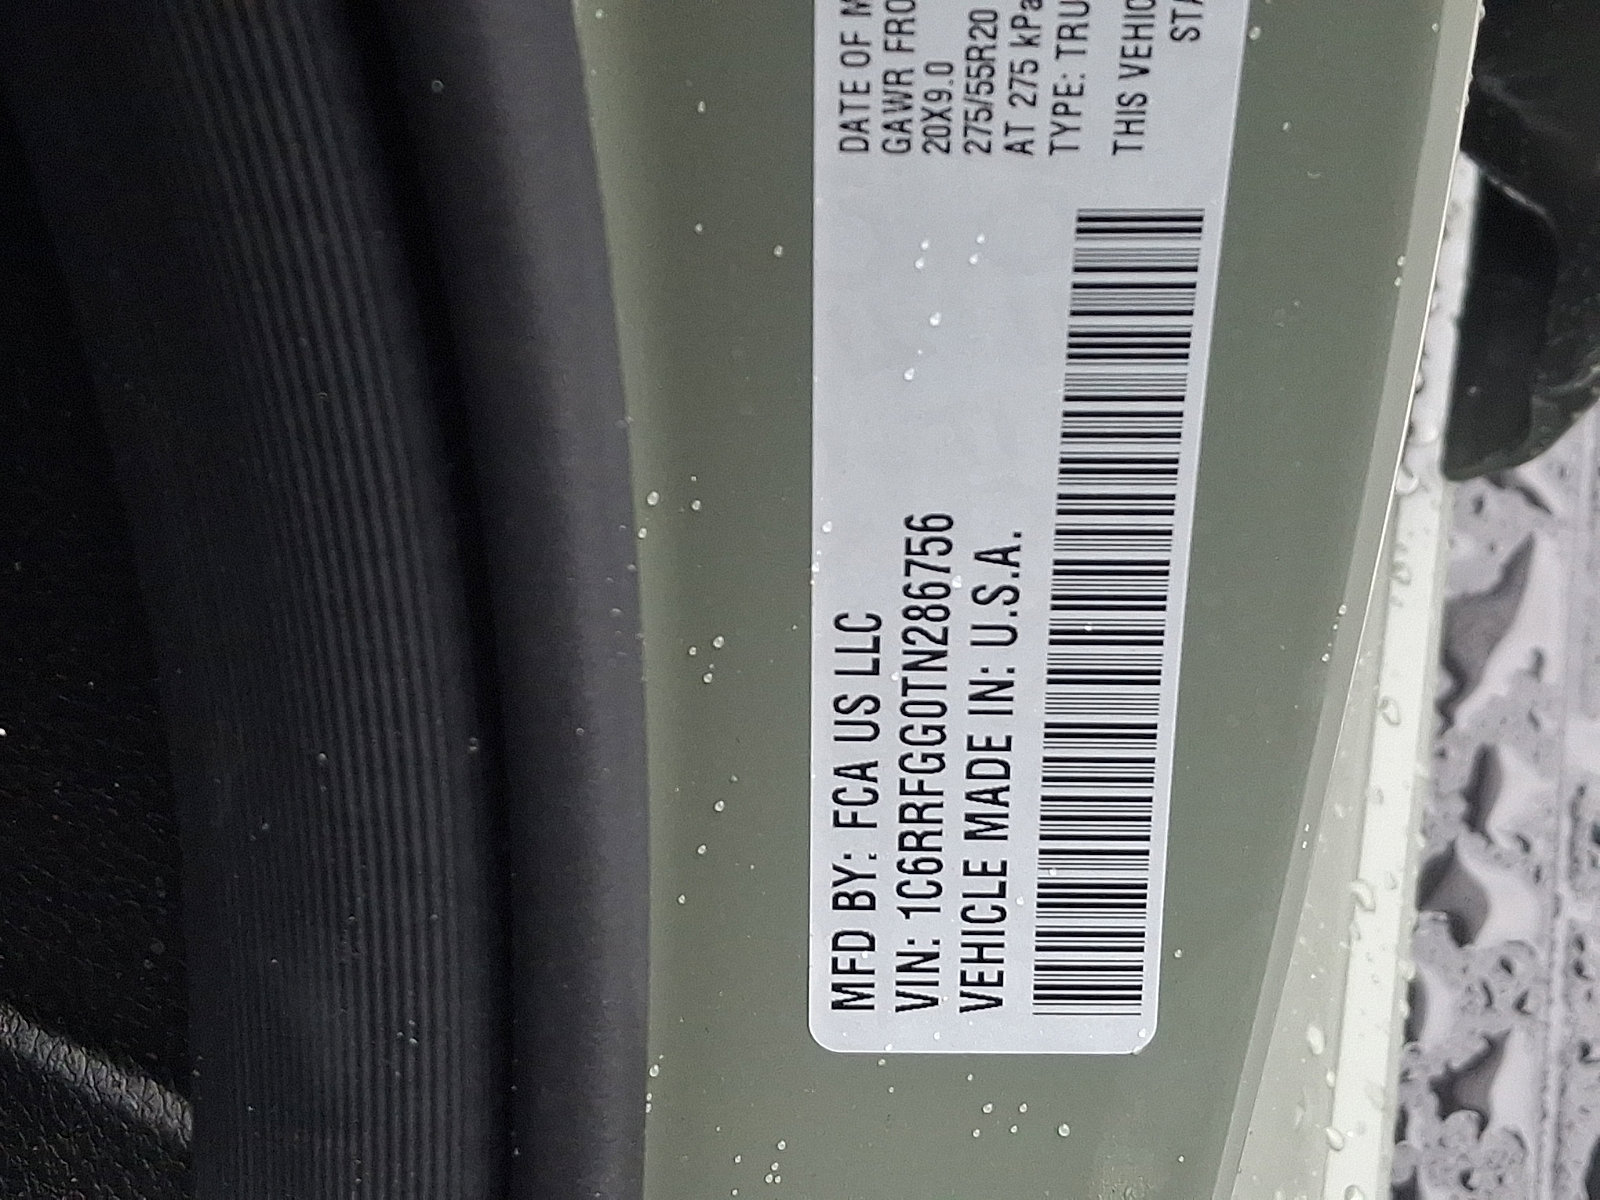 MFD BY: FCA US LLC
VIN: 1C6RRFGG0TN286756
VEHICLE MADE IN: U.S.A.
DATE OF M
GAWR FRO
20X9.0
275/55R20
AT 275 kPa
TYPE: TRU
THIS VEHIC
STA